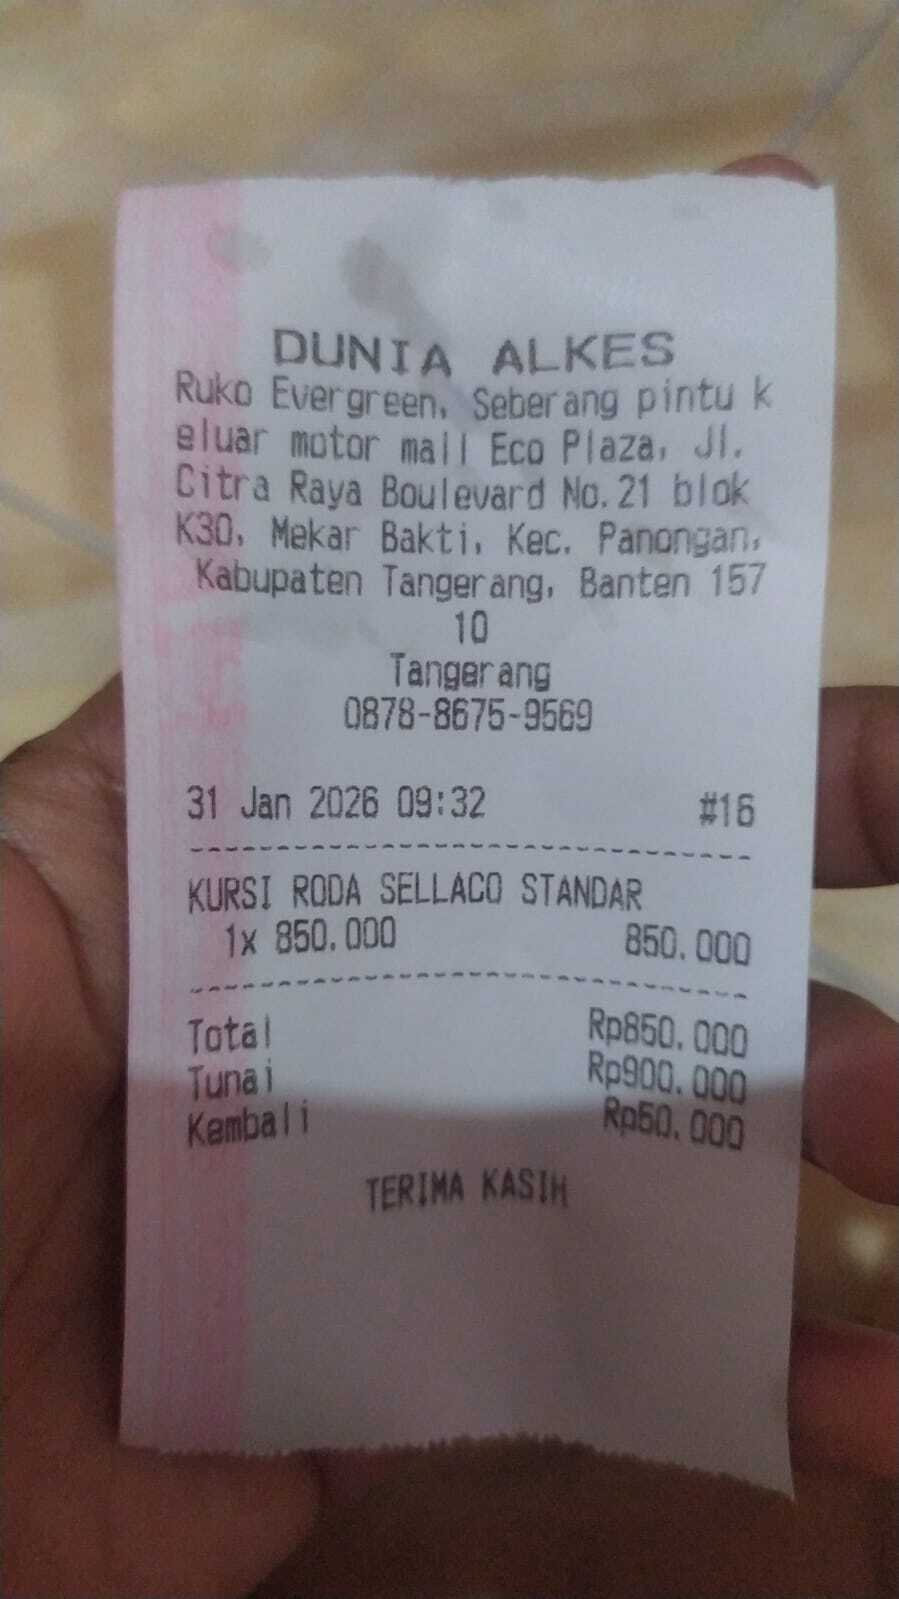 DUNIA ALKES
Ruko Evergreen, Seberang pintu k
eluar motor mall Eco Plaza, Jl.
Citra Raya Boulevard No.21 blok
K30, Mekar Bakti, Kec. Panongan,
Kabupaten Tangerang, Banten 157
10
Tangerang
0878-8675-9569
31 Jan 2026 09:32 #16
--------------------------------
KURSI RODA SELLACO STANDAR
1x 850.000 850.000
--------------------------------
Total Rp850.000
Tunai Rp900.000
Kembali Rp50.000
TERIMA KASIH